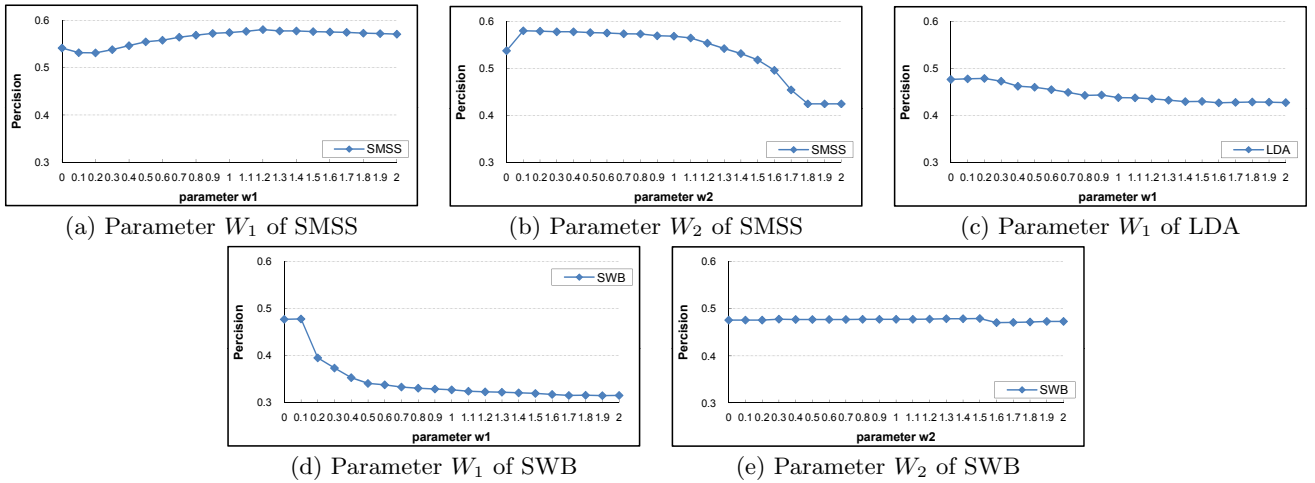 0.6
0.5
0.4
0.3
Percision
SMSS
0 0.1 0.2 0.3 0.4 0.5 0.6 0.7 0.8 0.9 1 1.1 1.2 1.3 1.4 1.5 1.6 1.7 1.8 1.9 2
parameter w1
(a) Parameter W1 of SMSS
0.6
0.5
0.4
0.3
Percision
SMSS
0 0.1 0.2 0.3 0.4 0.5 0.6 0.7 0.8 0.9 1 1.1 1.2 1.3 1.4 1.5 1.6 1.7 1.8 1.9 2
parameter w2
(b) Parameter W2 of SMSS
0.6
0.5
0.4
0.3
Percision
LDA
0 0.1 0.2 0.3 0.4 0.5 0.6 0.7 0.8 0.9 1 1.1 1.2 1.3 1.4 1.5 1.6 1.7 1.8 1.9 2
parameter w1
(c) Parameter W1 of LDA
0.6
0.5
0.4
0.3
Percision
SWB
0 0.1 0.2 0.3 0.4 0.5 0.6 0.7 0.8 0.9 1 1.1 1.2 1.3 1.4 1.5 1.6 1.7 1.8 1.9 2
parameter w1
(d) Parameter W1 of SWB
0.6
0.5
0.4
0.3
Percision
SWB
0 0.1 0.2 0.3 0.4 0.5 0.6 0.7 0.8 0.9 1 1.1 1.2 1.3 1.4 1.5 1.6 1.7 1.8 1.9 2
parameter w2
(e) Parameter W2 of SWB